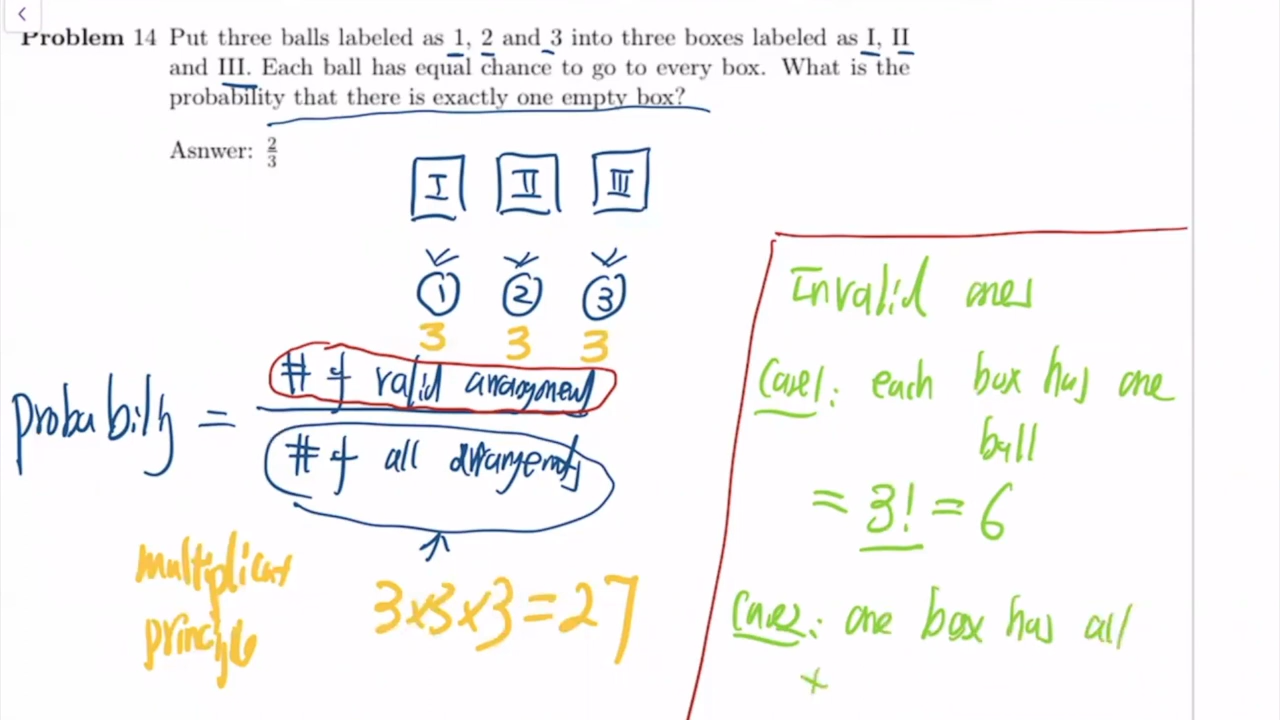 Problem 14 Put three balls labeled as 1, 2 and 3 into three boxes labeled as I, II
and III. Each ball has equal chance to go to every box. What is the
probability that there is exactly one empty box?
Asnwer: 2/3
I II III
1 2 3
3 3 3
probability = # of valid arrangement
# of all arrangements
multiplicat
principle
3×3×3=27
Invalid ones
Case1: each box has one
ball
= 3! = 6
Case2: one box has all